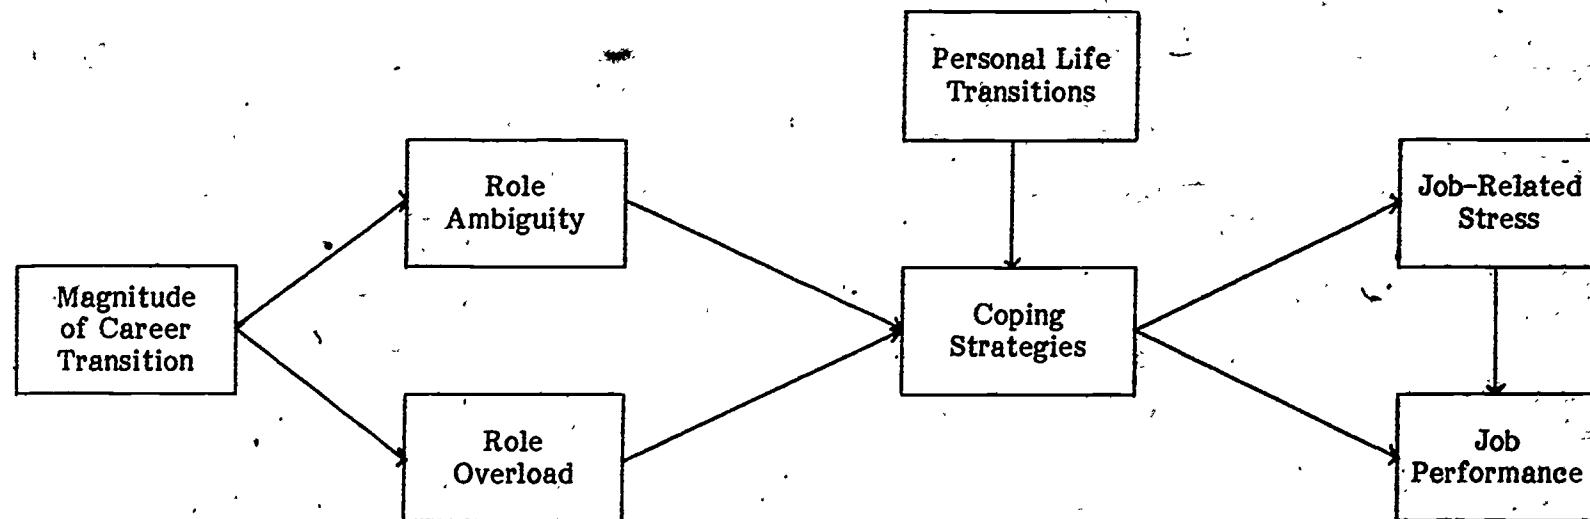 Personal Life
Transitions
Role
Ambiguity
Job-Related
Stress
Magnitude
of Career
Transition
Coping
Strategies
Role
Overload
Job
Performance